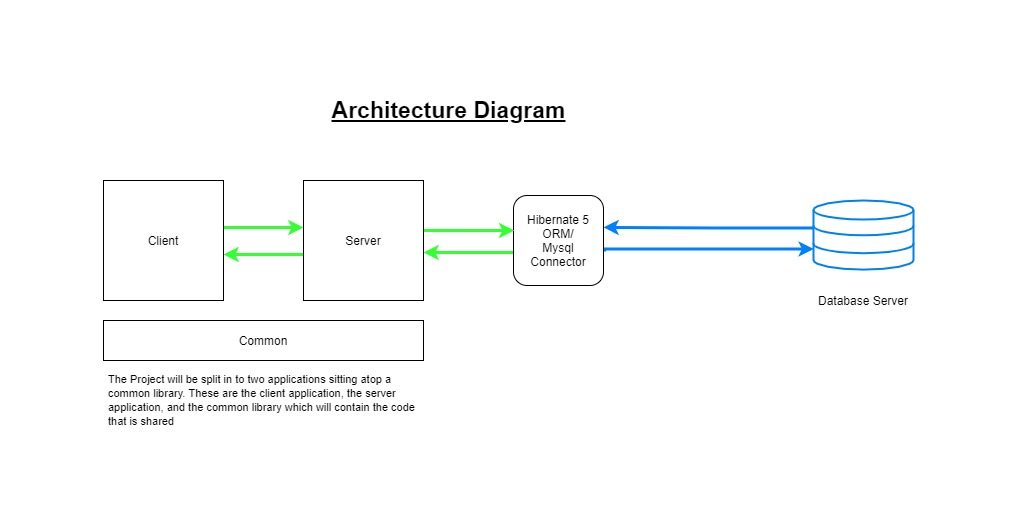 Architecture Diagram
Client
Server
Hibernate 5
ORM/
Mysql
Connector
Database Server
Common
The Project will be split in to two applications sitting atop a
common library. These are the client application, the server
application, and the common library which will contain the code
that is shared